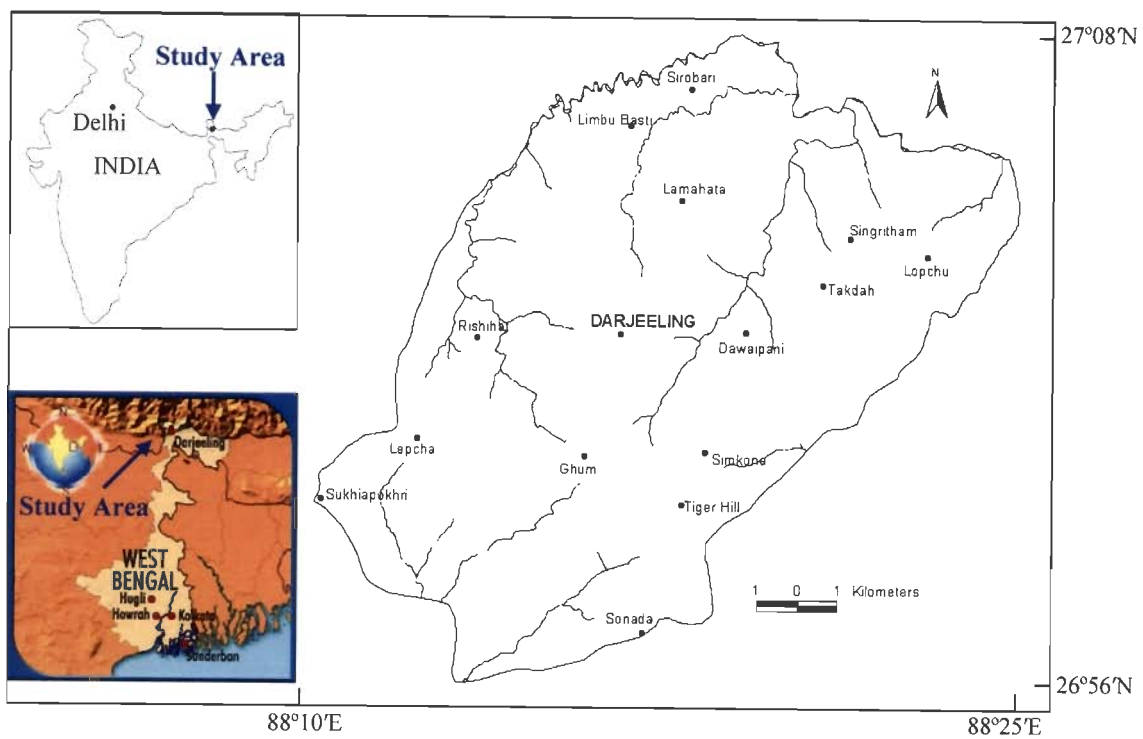 Study Area
Delhi
INDIA
27°08'N
N
Sirobari
Limbu Basti
Lamahata
Singritham
Lopchu
Takdah
Rishihat
DARJEELING
Dawaipani
Lepcha
Ghum
Simkona
Sukhiapokhri
Tiger Hill
1 0 1 Kilometers
Sonada
N
Darjeeling
Study Area
WEST
BENGAL
Hugli
Howrah
Kolkata
Sanderban
26°56'N
88°10'E
88°25'E